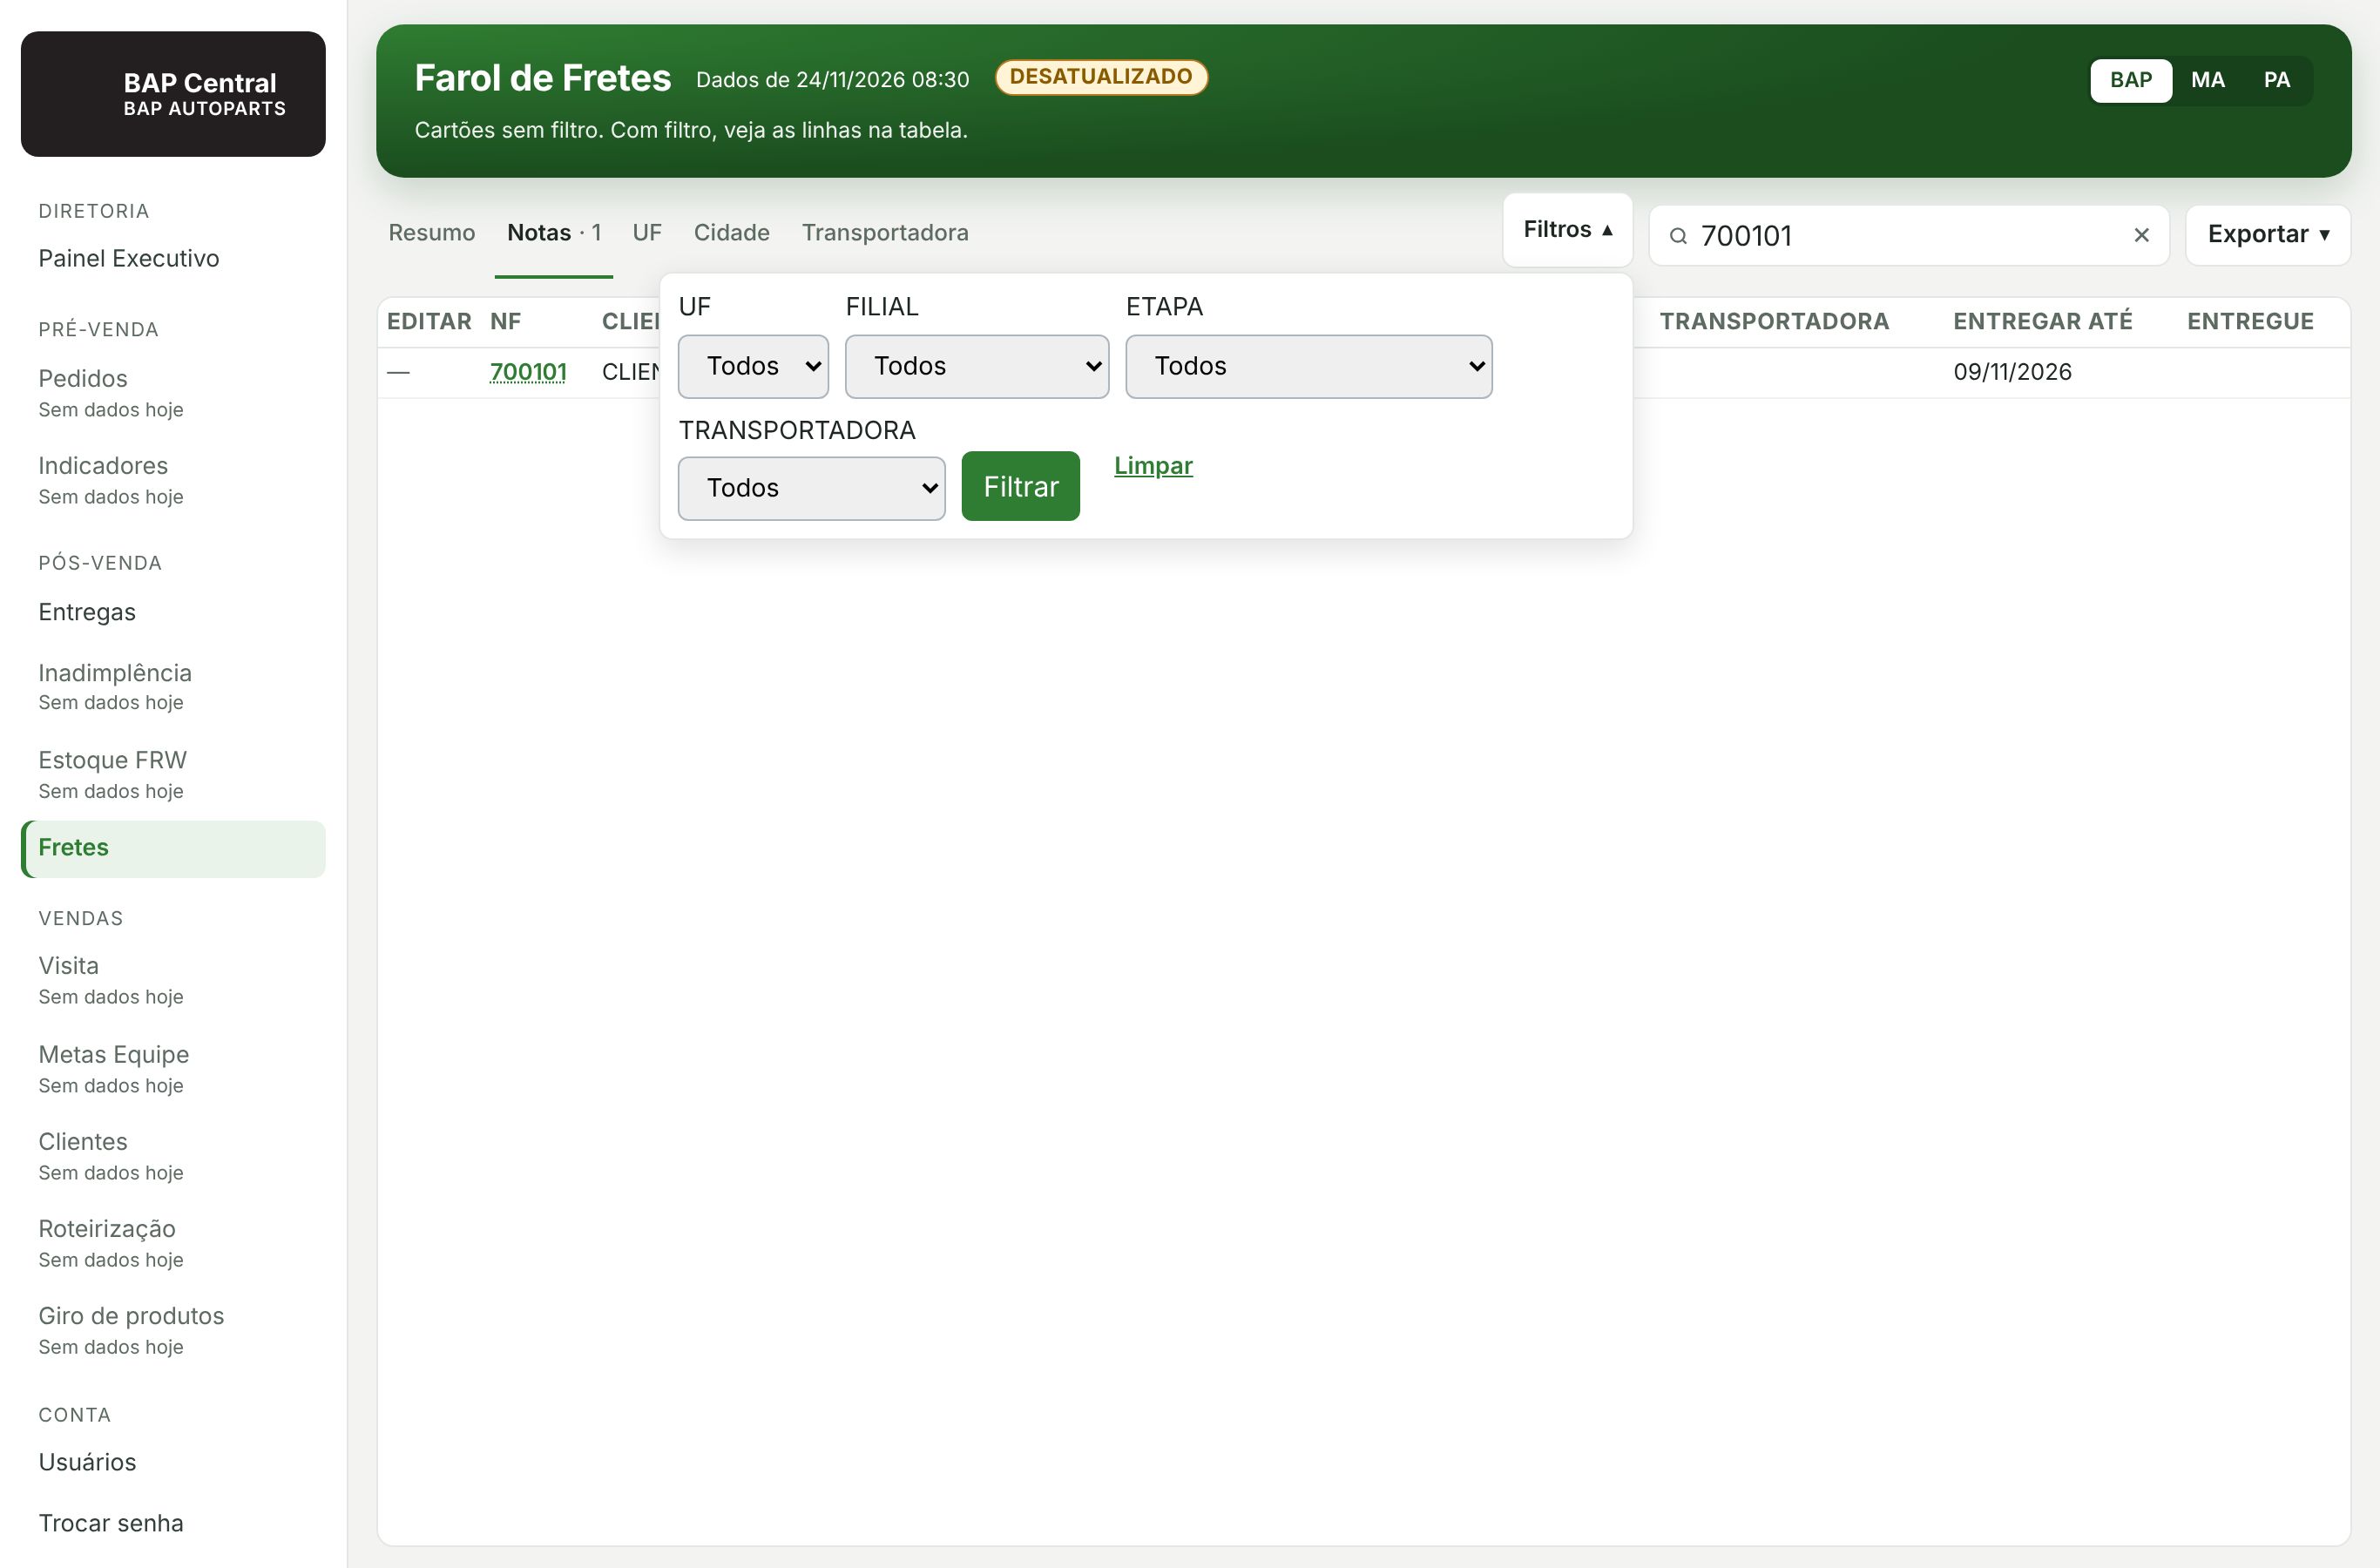 BAP Central
BAP AUTOPARTS
DIRETORIA
Painel Executivo
PRÉ-VENDA
Pedidos
Sem dados hoje
Indicadores
Sem dados hoje
PÓS-VENDA
Entregas
Inadimplência
Sem dados hoje
Estoque FRW
Sem dados hoje
Fretes
VENDAS
Visita
Sem dados hoje
Metas Equipe
Sem dados hoje
Clientes
Sem dados hoje
Roteirização
Sem dados hoje
Giro de produtos
Sem dados hoje
CONTA
Usuários
Trocar senha
Farol de Fretes Dados de 24/11/2026 08:30 DESATUALIZADO
Cartões sem filtro. Com filtro, veja as linhas na tabela.
BAP MA PA
Resumo Notas · 1 UF Cidade Transportadora
Filtros ▲ 700101 ✕ Exportar ▼
EDITAR NF CLIEN TRANSPORTADORA ENTREGAR ATÉ ENTREGUE
— 700101 CLIEN 09/11/2026
UF FILIAL ETAPA
Todos Todos Todos
TRANSPORTADORA
Todos Filtrar Limpar